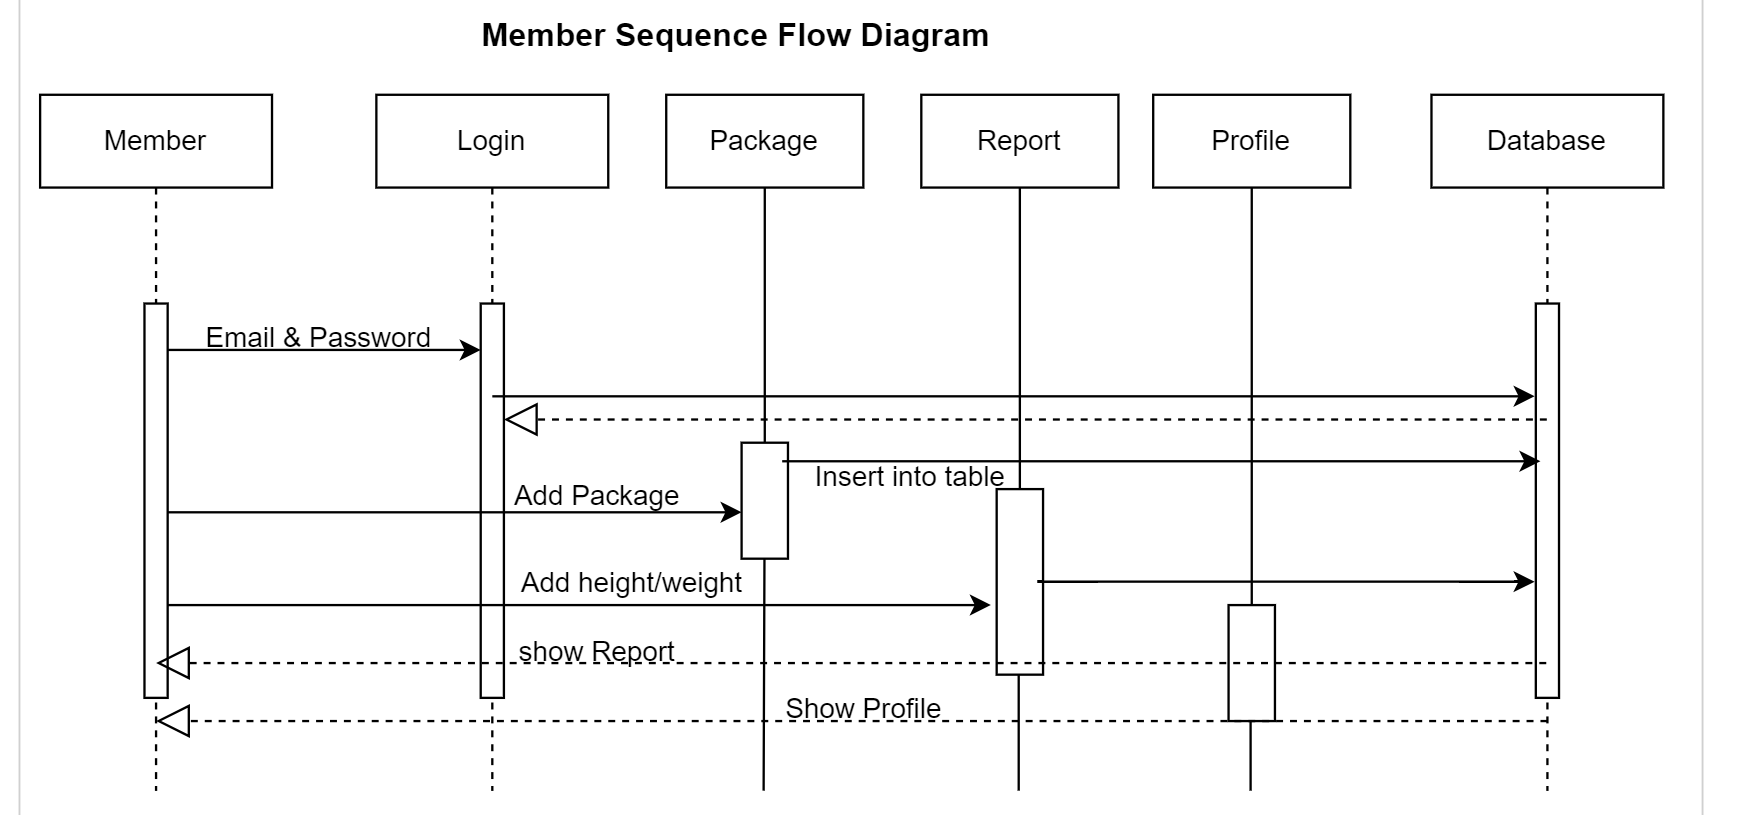 Member Sequence Flow Diagram
Member
Login
Package
Report
Profile
Database
Email & Password
Insert into table
Add Package
Add height/weight
show Report
Show Profile